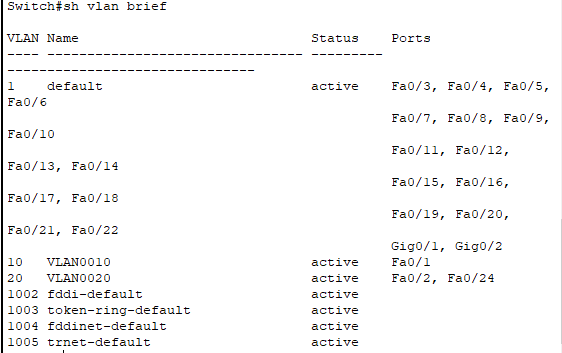 Switch#sh vlan brief
VLAN Name Status Ports
---- -------------------------------- ---------
-------------------------------
1 default active Fa0/3, Fa0/4, Fa0/5,
Fa0/6
Fa0/7, Fa0/8, Fa0/9,
Fa0/10
Fa0/11, Fa0/12,
Fa0/13, Fa0/14
Fa0/15, Fa0/16,
Fa0/17, Fa0/18
Fa0/19, Fa0/20,
Fa0/21, Fa0/22
Gig0/1, Gig0/2
10 VLAN0010 active Fa0/1
20 VLAN0020 active Fa0/2, Fa0/24
1002 fddi-default active
1003 token-ring-default active
1004 fddinet-default active
1005 trnet-default active